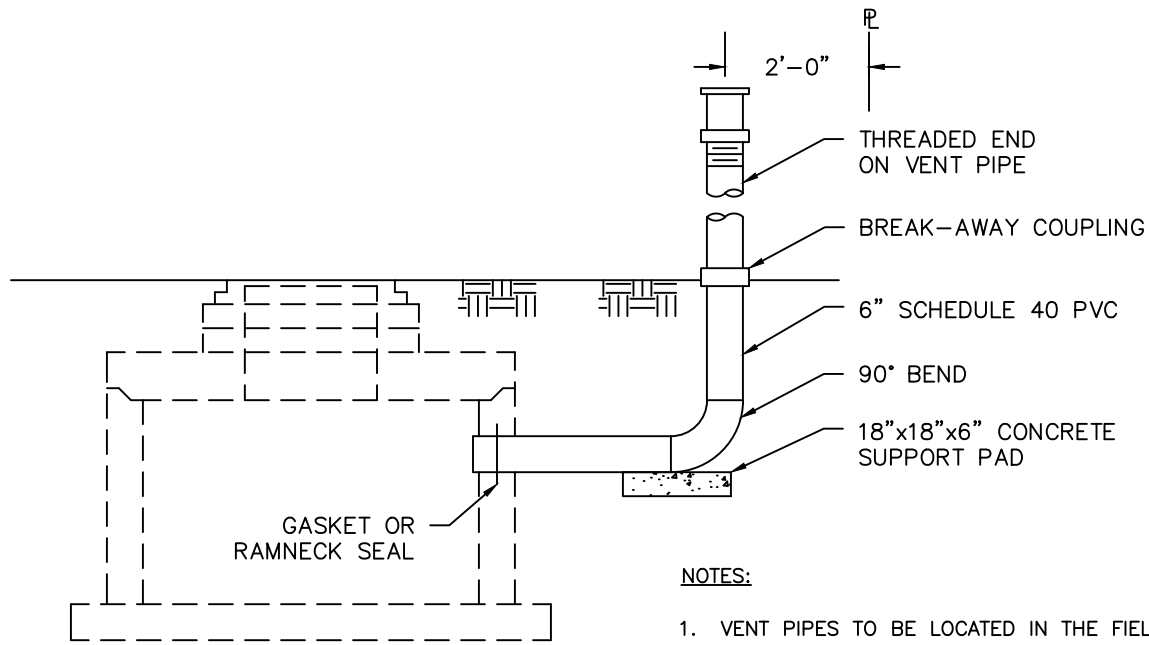 ℄
2'-0"
THREADED END
ON VENT PIPE
BREAK-AWAY COUPLING
6" SCHEDULE 40 PVC
90° BEND
18"x18"x6" CONCRETE
SUPPORT PAD
GASKET OR
RAMNECK SEAL
NOTES:
1. VENT PIPES TO BE LOCATED IN THE